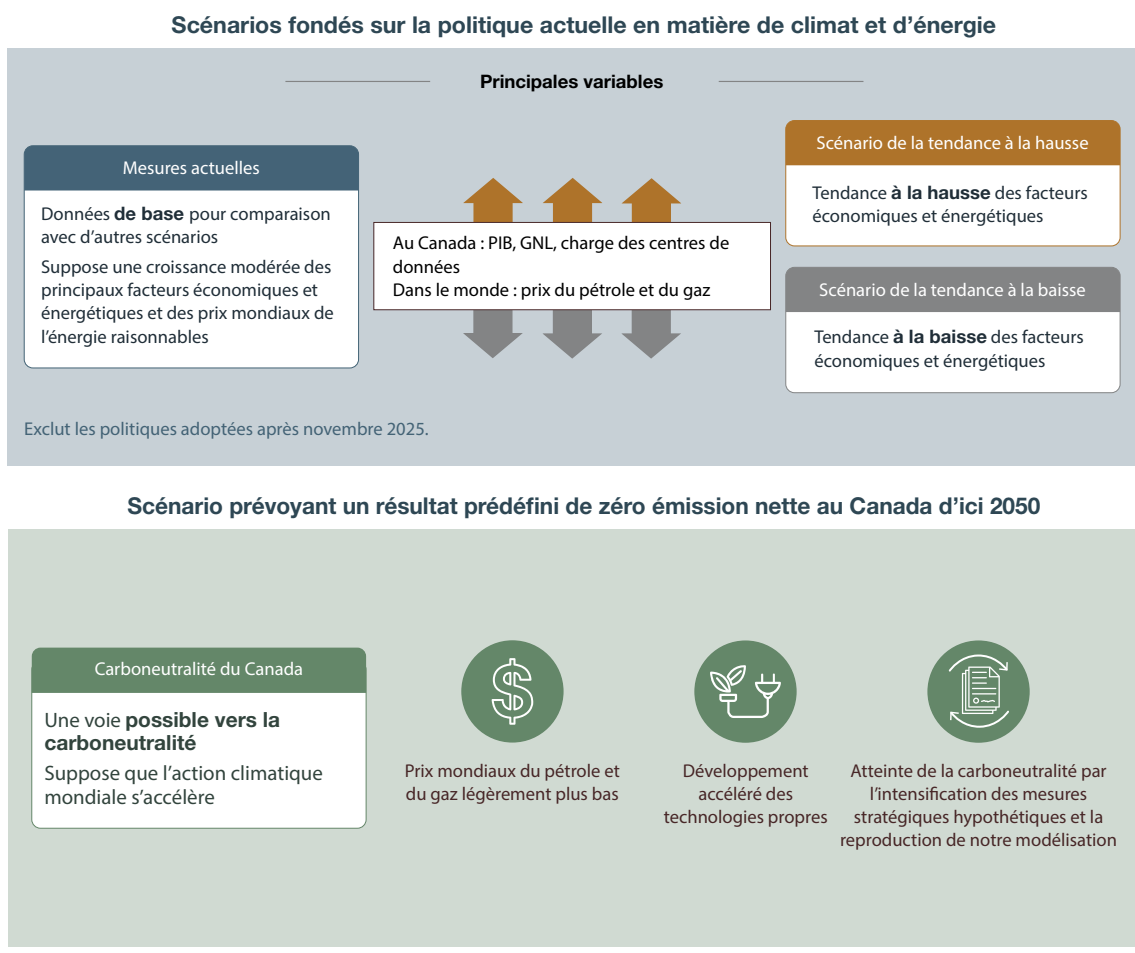 Scénarios fondés sur la politique actuelle en matière de climat et d’énergie
Principales variables
Mesures actuelles
Données de base pour comparaison
avec d’autres scénarios
Suppose une croissance modérée des
principaux facteurs économiques et
énergétiques et des prix mondiaux de
l’énergie raisonnables
Au Canada : PIB, GNL, charge des centres de
données
Dans le monde : prix du pétrole et du gaz
Scénario de la tendance à la hausse
Tendance à la hausse des facteurs
économiques et énergétiques
Scénario de la tendance à la baisse
Tendance à la baisse des facteurs
économiques et énergétiques
Exclut les politiques adoptées après novembre 2025.
Scénario prévoyant un résultat prédéfini de zéro émission nette au Canada d’ici 2050
Carboneutralité du Canada
Une voie possible vers la
carboneutralité
Suppose que l’action climatique
mondiale s’accélère
Prix mondiaux du pétrole et
du gaz légèrement plus bas
Développement
accéléré des
technologies propres
Atteinte de la carboneutralité par
l’intensification des mesures
stratégiques hypothétiques et la
reproduction de notre modélisation